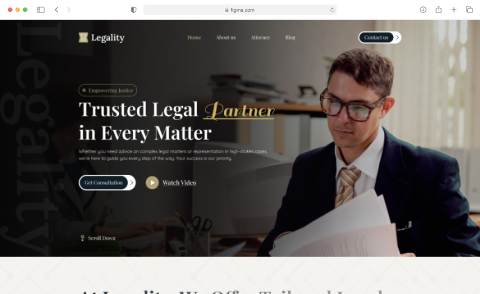 figma.com
Legality
Home
About us
Attorney
Blog
Contact us
Legality
Empowering Justice
Trusted Legal Partner
in Every Matter
Whether you need advice on complex legal matters or representation in high-stakes cases,
we're here to guide you every step of the way. Your success is our priority.
Get Consultation
Watch Video
Scroll Down